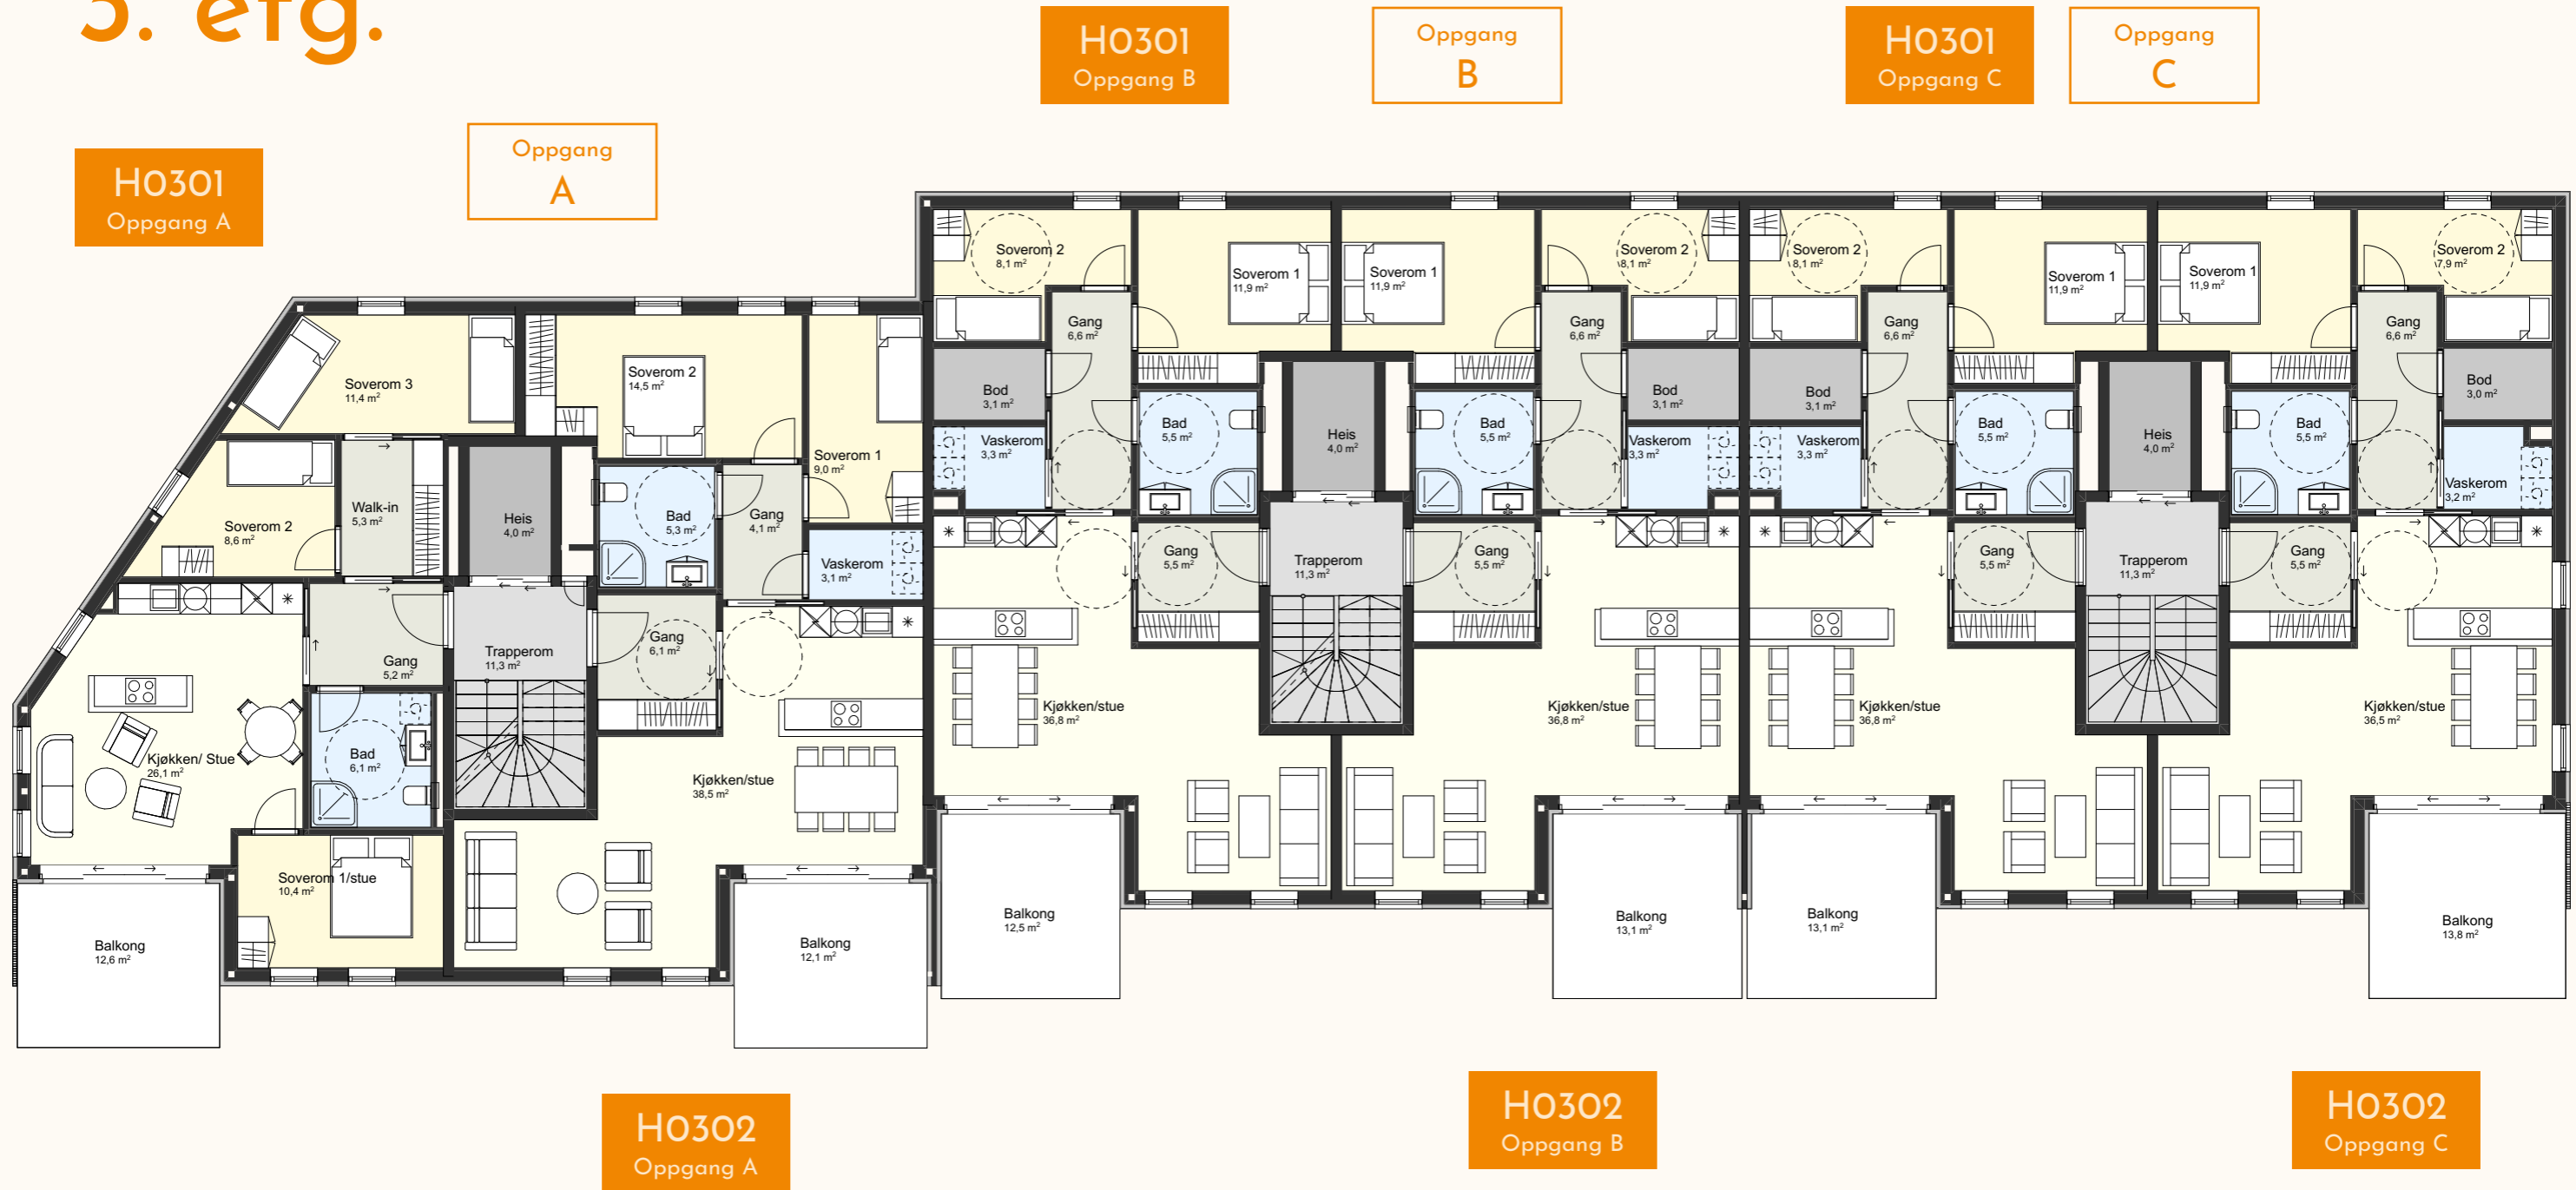 3. etg.
H0301
Oppgang A
Oppgang
A
H0301
Oppgang B
Oppgang
B
H0301
Oppgang C
Oppgang
C
Soverom 3
11,4 m²
Soverom 2
8,6 m²
Walk-in
5,3 m²
Heis
4,0 m²
Gang
5,2 m²
Trapperom
11,3 m²
Kjøkken/ Stue
26,1 m²
Bad
6,1 m²
Soverom 1/stue
10,4 m²
Balkong
12,6 m²
Soverom 2
14,5 m²
Soverom 1
9,0 m²
Bad
5,3 m²
Gang
4,1 m²
Vaskerom
3,1 m²
Gang
6,1 m²
Kjøkken/stue
38,5 m²
Balkong
12,1 m²
Soverom 2
8,1 m²
Soverom 1
11,9 m²
Gang
6,6 m²
Bod
3,1 m²
Vaskerom
3,3 m²
Bad
5,5 m²
Gang
5,5 m²
Kjøkken/stue
36,8 m²
Balkong
12,5 m²
Heis
4,0 m²
Trapperom
11,3 m²
Soverom 1
11,9 m²
Soverom 2
8,1 m²
Gang
6,6 m²
Bod
3,1 m²
Bad
5,5 m²
Vaskerom
3,3 m²
Gang
5,5 m²
Kjøkken/stue
36,8 m²
Balkong
13,1 m²
Soverom 2
8,1 m²
Soverom 1
11,9 m²
Gang
6,6 m²
Bod
3,1 m²
Vaskerom
3,3 m²
Bad
5,5 m²
Gang
5,5 m²
Kjøkken/stue
36,8 m²
Balkong
13,1 m²
Heis
4,0 m²
Trapperom
11,3 m²
Soverom 1
11,9 m²
Soverom 2
7,9 m²
Gang
6,6 m²
Bod
3,0 m²
Bad
5,5 m²
Vaskerom
3,2 m²
Gang
5,5 m²
Kjøkken/stue
36,5 m²
Balkong
13,8 m²
H0302
Oppgang A
H0302
Oppgang B
H0302
Oppgang C